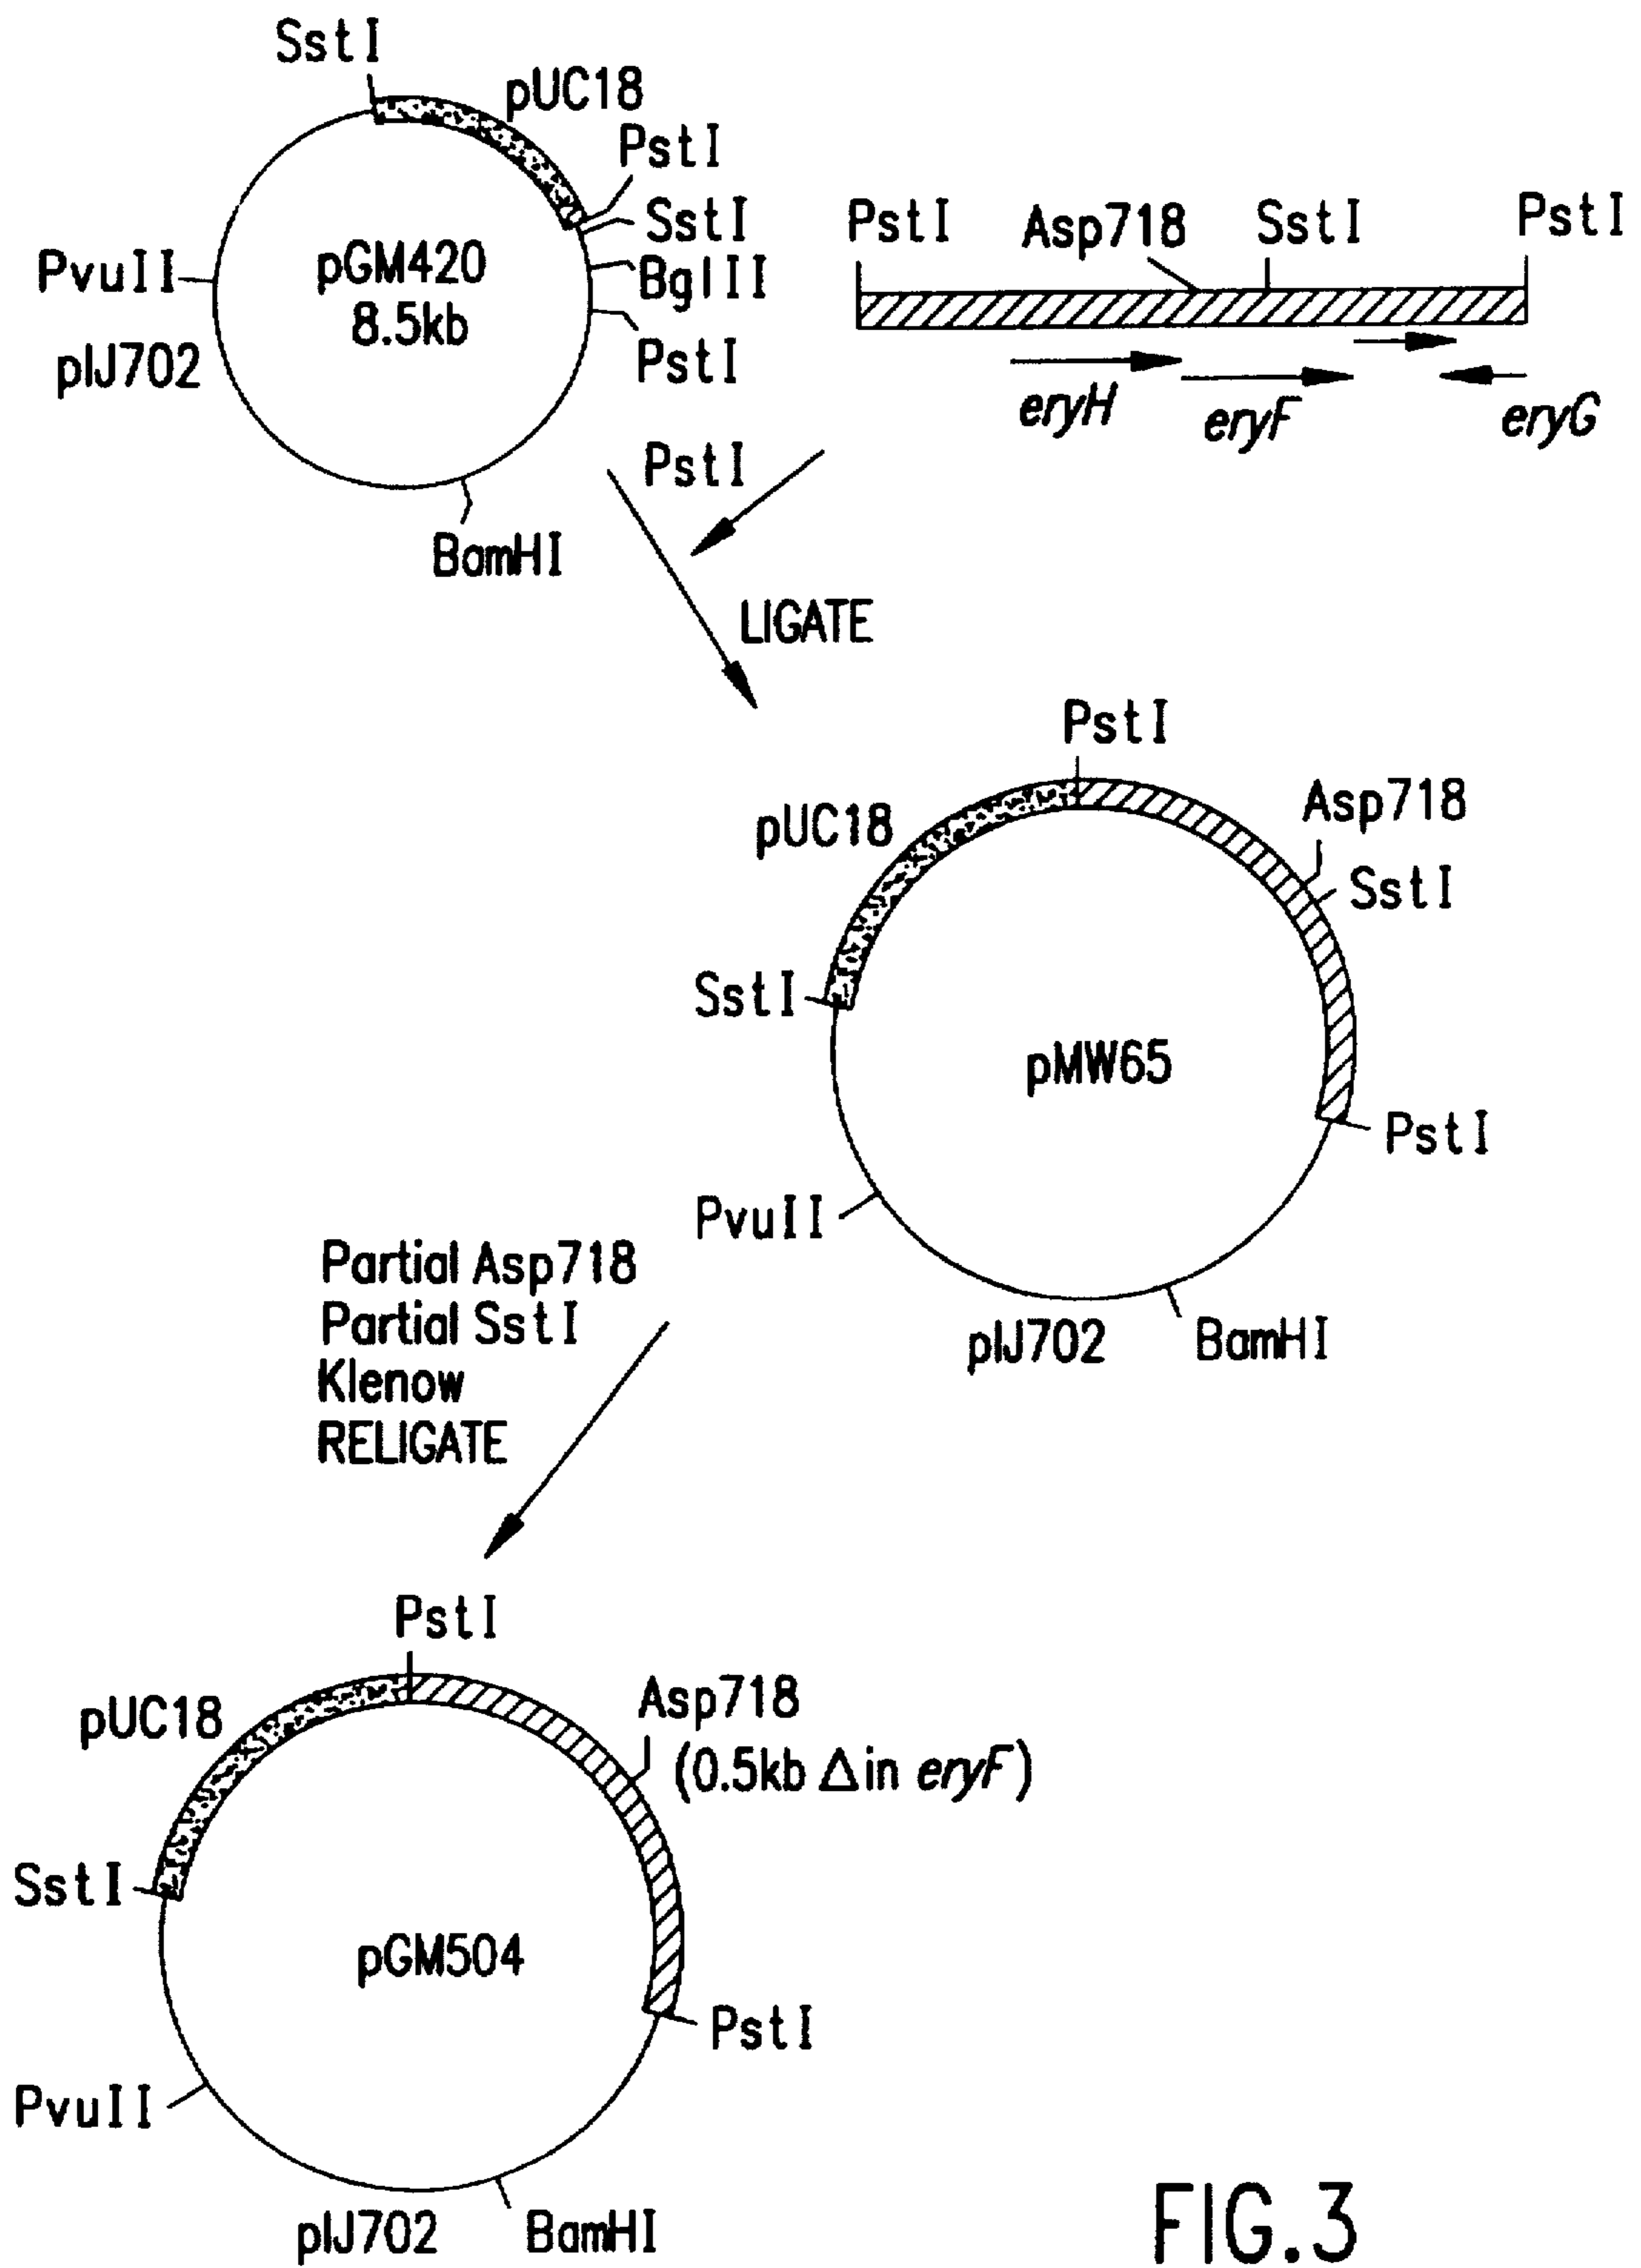 SstI
pUC18
PstI
SstI
BglII
PstI
PvuII
pGM420
8.5kb
pIJ702
BamHI
PstI
Asp718
SstI
PstI
eryH
eryF
eryG
PstI
LIGATE
PstI
pUC18
Asp718
SstI
SstI
pMW65
PstI
PvuII
pIJ702
BamHI
Partial Asp718
Partial SstI
Klenow
RELIGATE
PstI
pUC18
Asp718
(0.5kb Δ in eryF)
SstI
pGM504
PstI
PvuII
pIJ702
BamHI
FIG.3